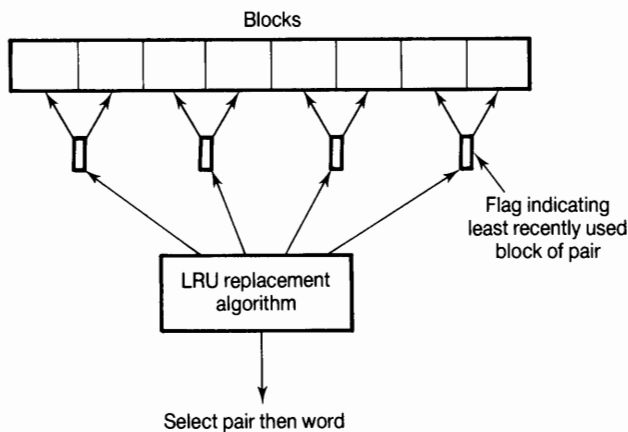 Blocks
Flag indicating
least recently used
block of pair
LRU replacement
algorithm
Select pair then word